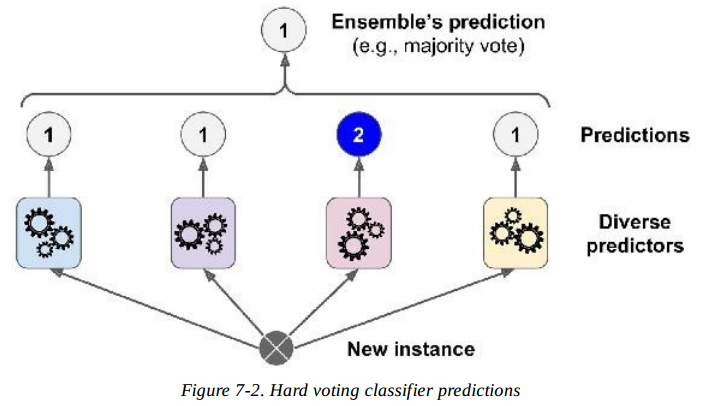 1
Ensemble's prediction
(e.g., majority vote)
1 1 2 1
Predictions
Diverse
predictors
New instance
Figure 7-2. Hard voting classifier predictions